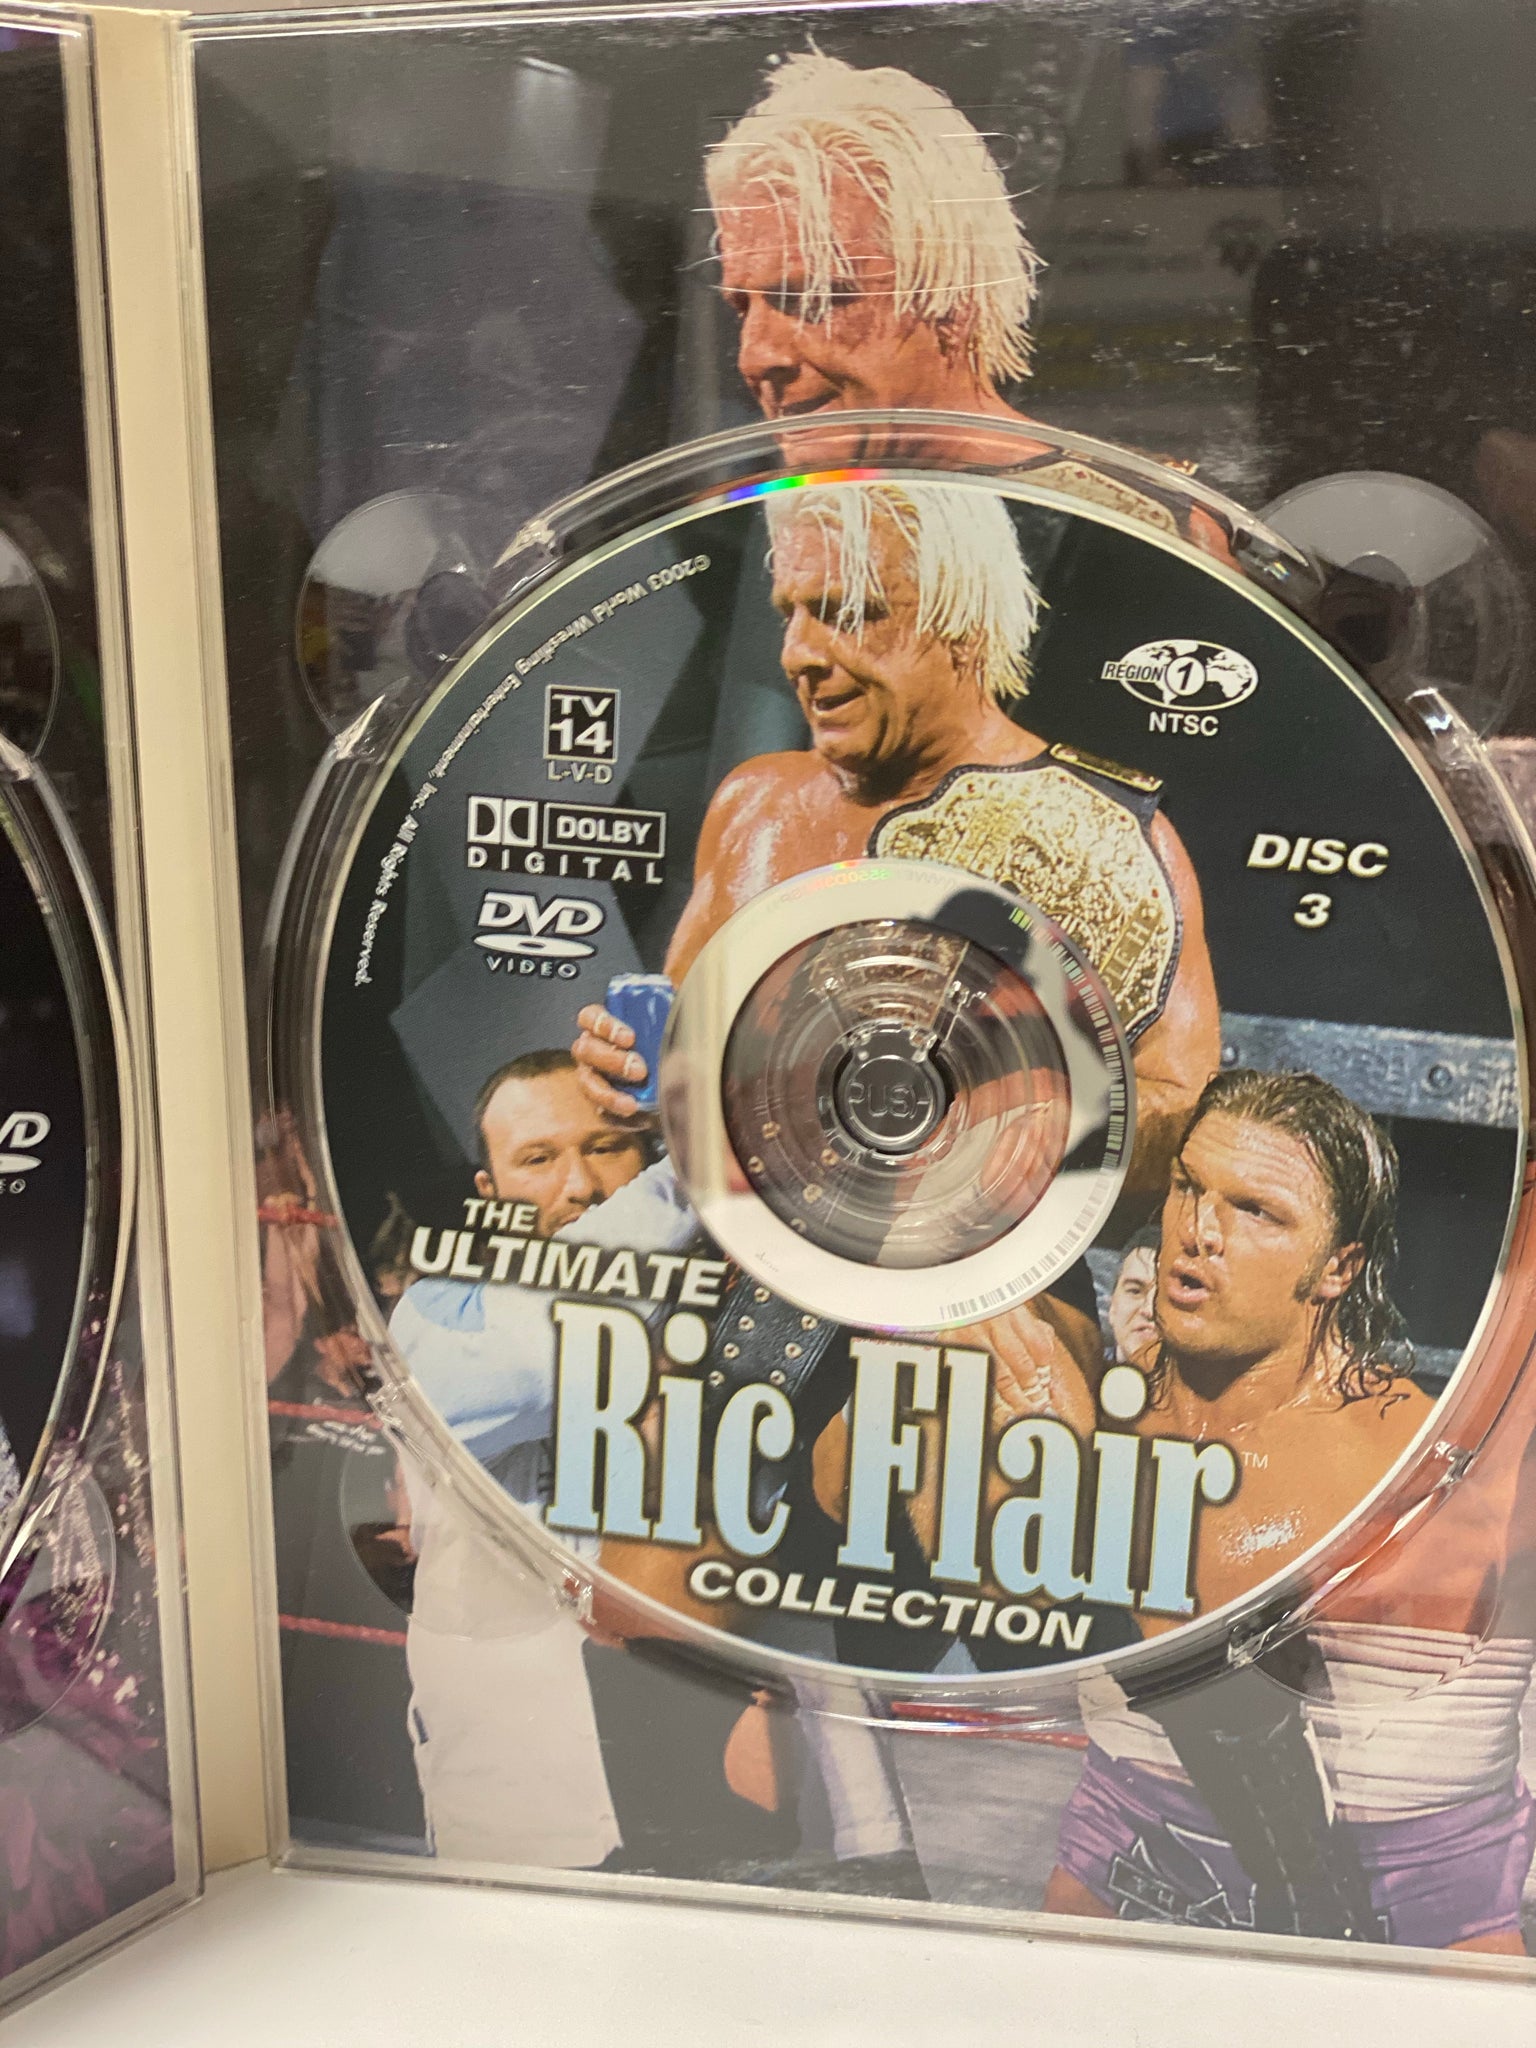 ©2003 World Wrestling Entertainment, Inc. All Rights Reserved.
TV
14
L-V-D
REGION 1
NTSC
DOLBY
DIGITAL
DVD
VIDEO
DISC
3
PUSH
THE
ULTIMATE
Ric Flair™
COLLECTION